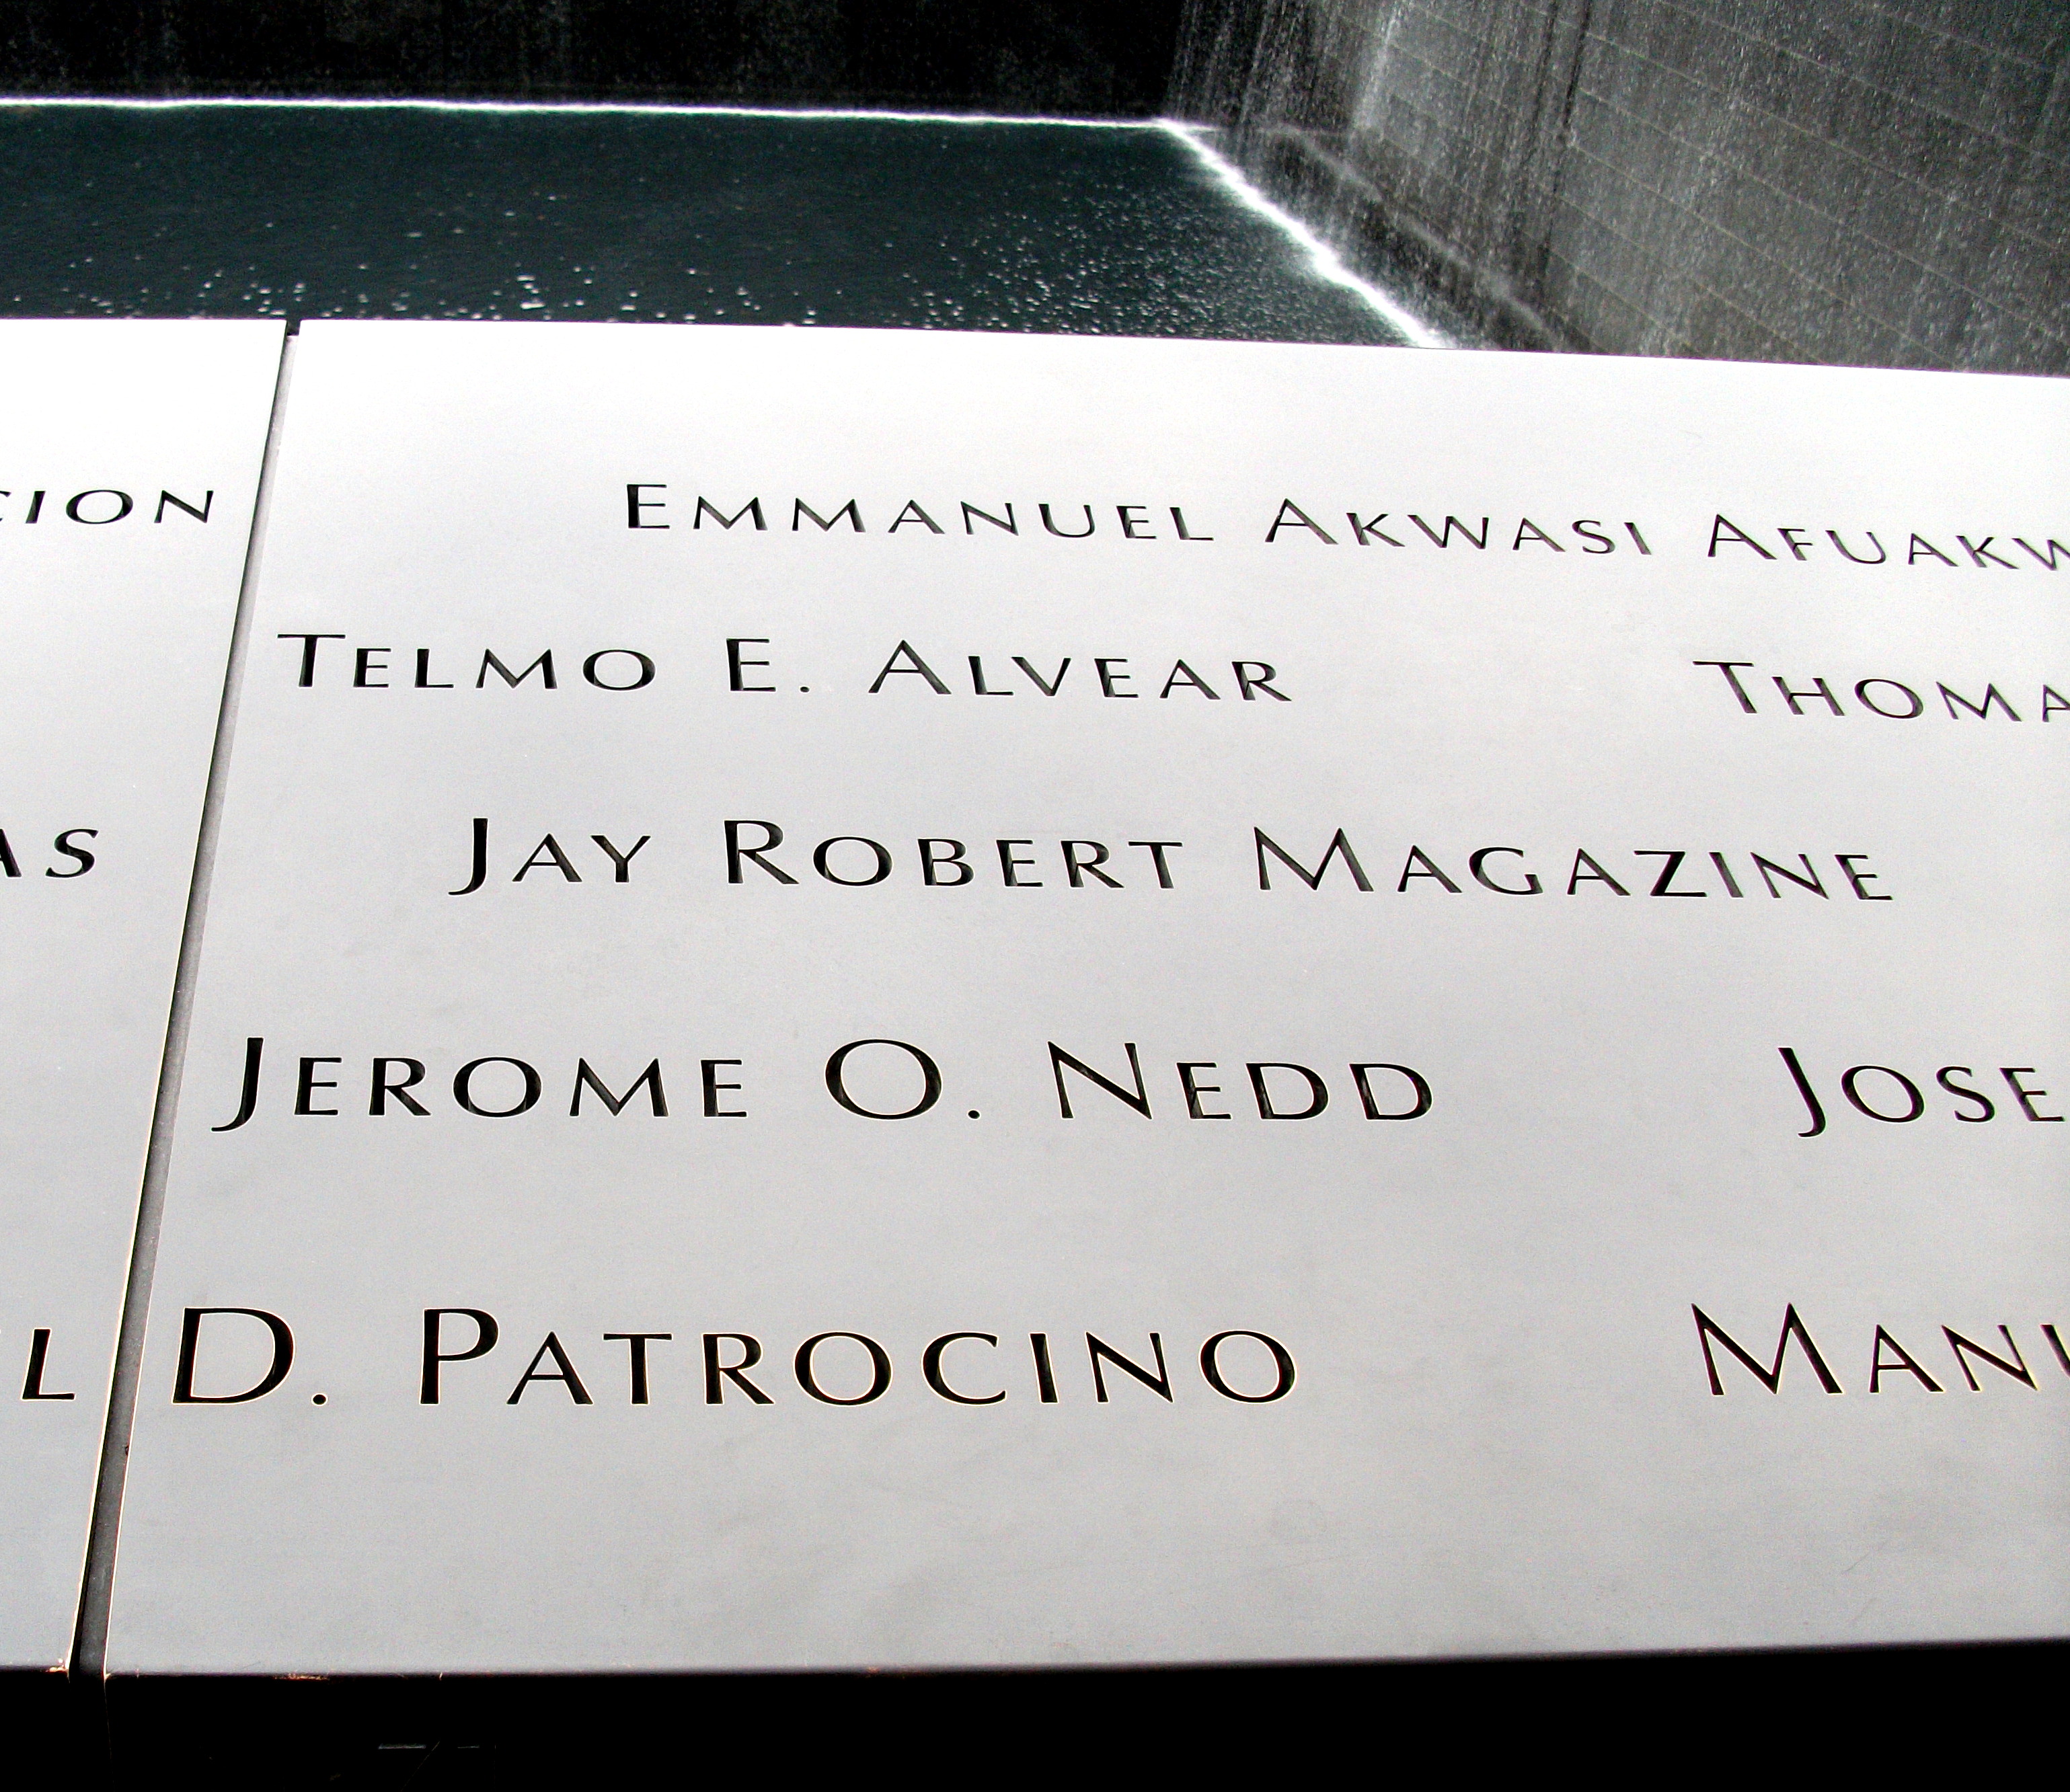 EMMANUEL AKWASI
TELMO E. ALVEAR
JAY ROBERT MAGAZINE
JEROME O. NEDD
D. PATROCINO